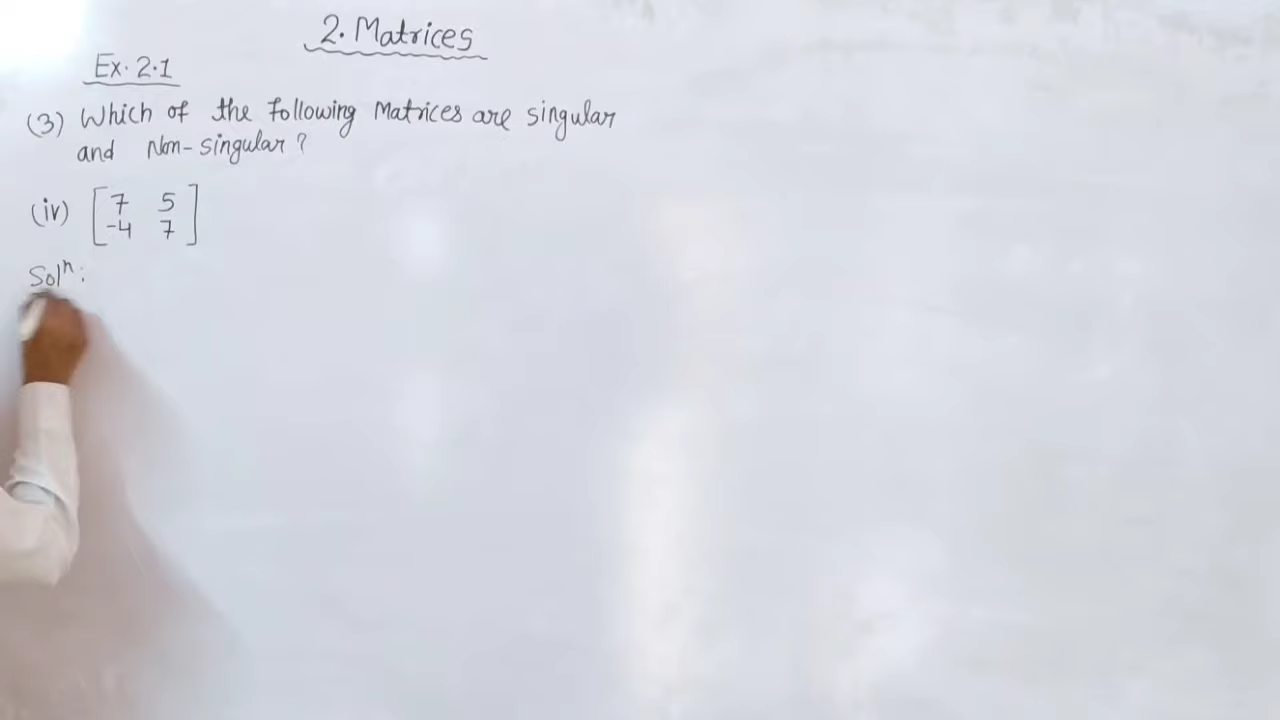 2. Matrices
Ex. 2.1
(3) Which of the following Matrices are singular
and Non-singular?
(iv) [ 7 5
-4 7 ]
Solⁿ: